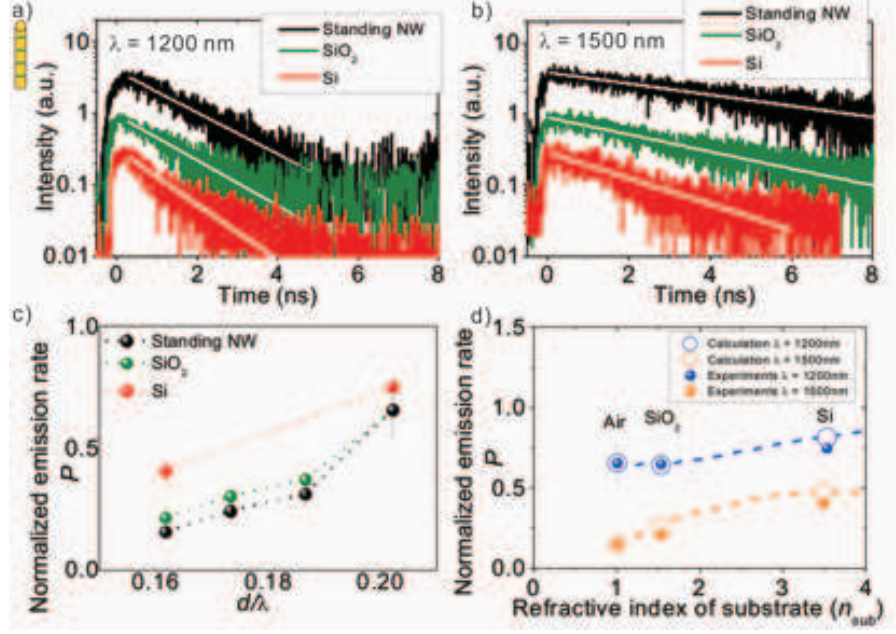 a)
λ = 1200 nm
Standing NW
SiO2
Si
Intensity (a.u.)
10
1
0.1
0.01
0 2 4 6 8
Time (ns)
b)
λ = 1500 nm
Standing NW
SiO2
Si
Intensity (a.u.)
10
1
0.1
0.01
0 2 4 6 8
Time (ns)
c)
Standing NW
SiO2
Si
Normalized emission rate
P
1.0
0.5
0.0
0.16 0.18 0.20
d/λ
d)
Calculation λ = 1200nm
Calculation λ = 1500nm
Experiments λ = 1200nm
Experiments λ = 1500nm
Air SiO2 Si
Normalized emission rate
P
1.5
1.0
0.5
0.0
0 1 2 3 4
Refractive index of substrate (nsub)